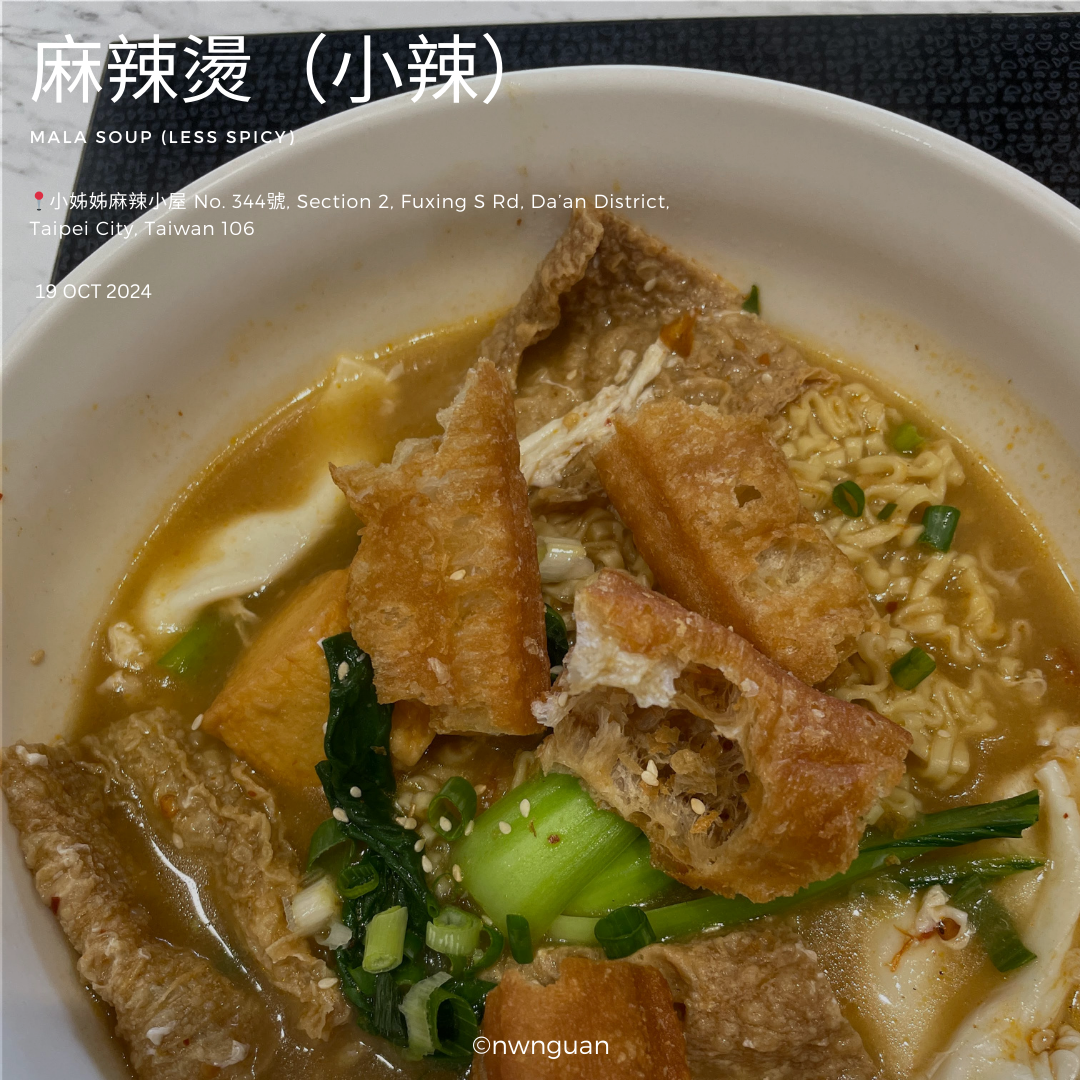 麻辣燙（小辣）
MALA SOUP (LESS SPICY)
📍小姊姊麻辣小屋 No. 344號, Section 2, Fuxing S Rd, Da’an District,
Taipei City, Taiwan 106
19 OCT 2024
©nwnguan